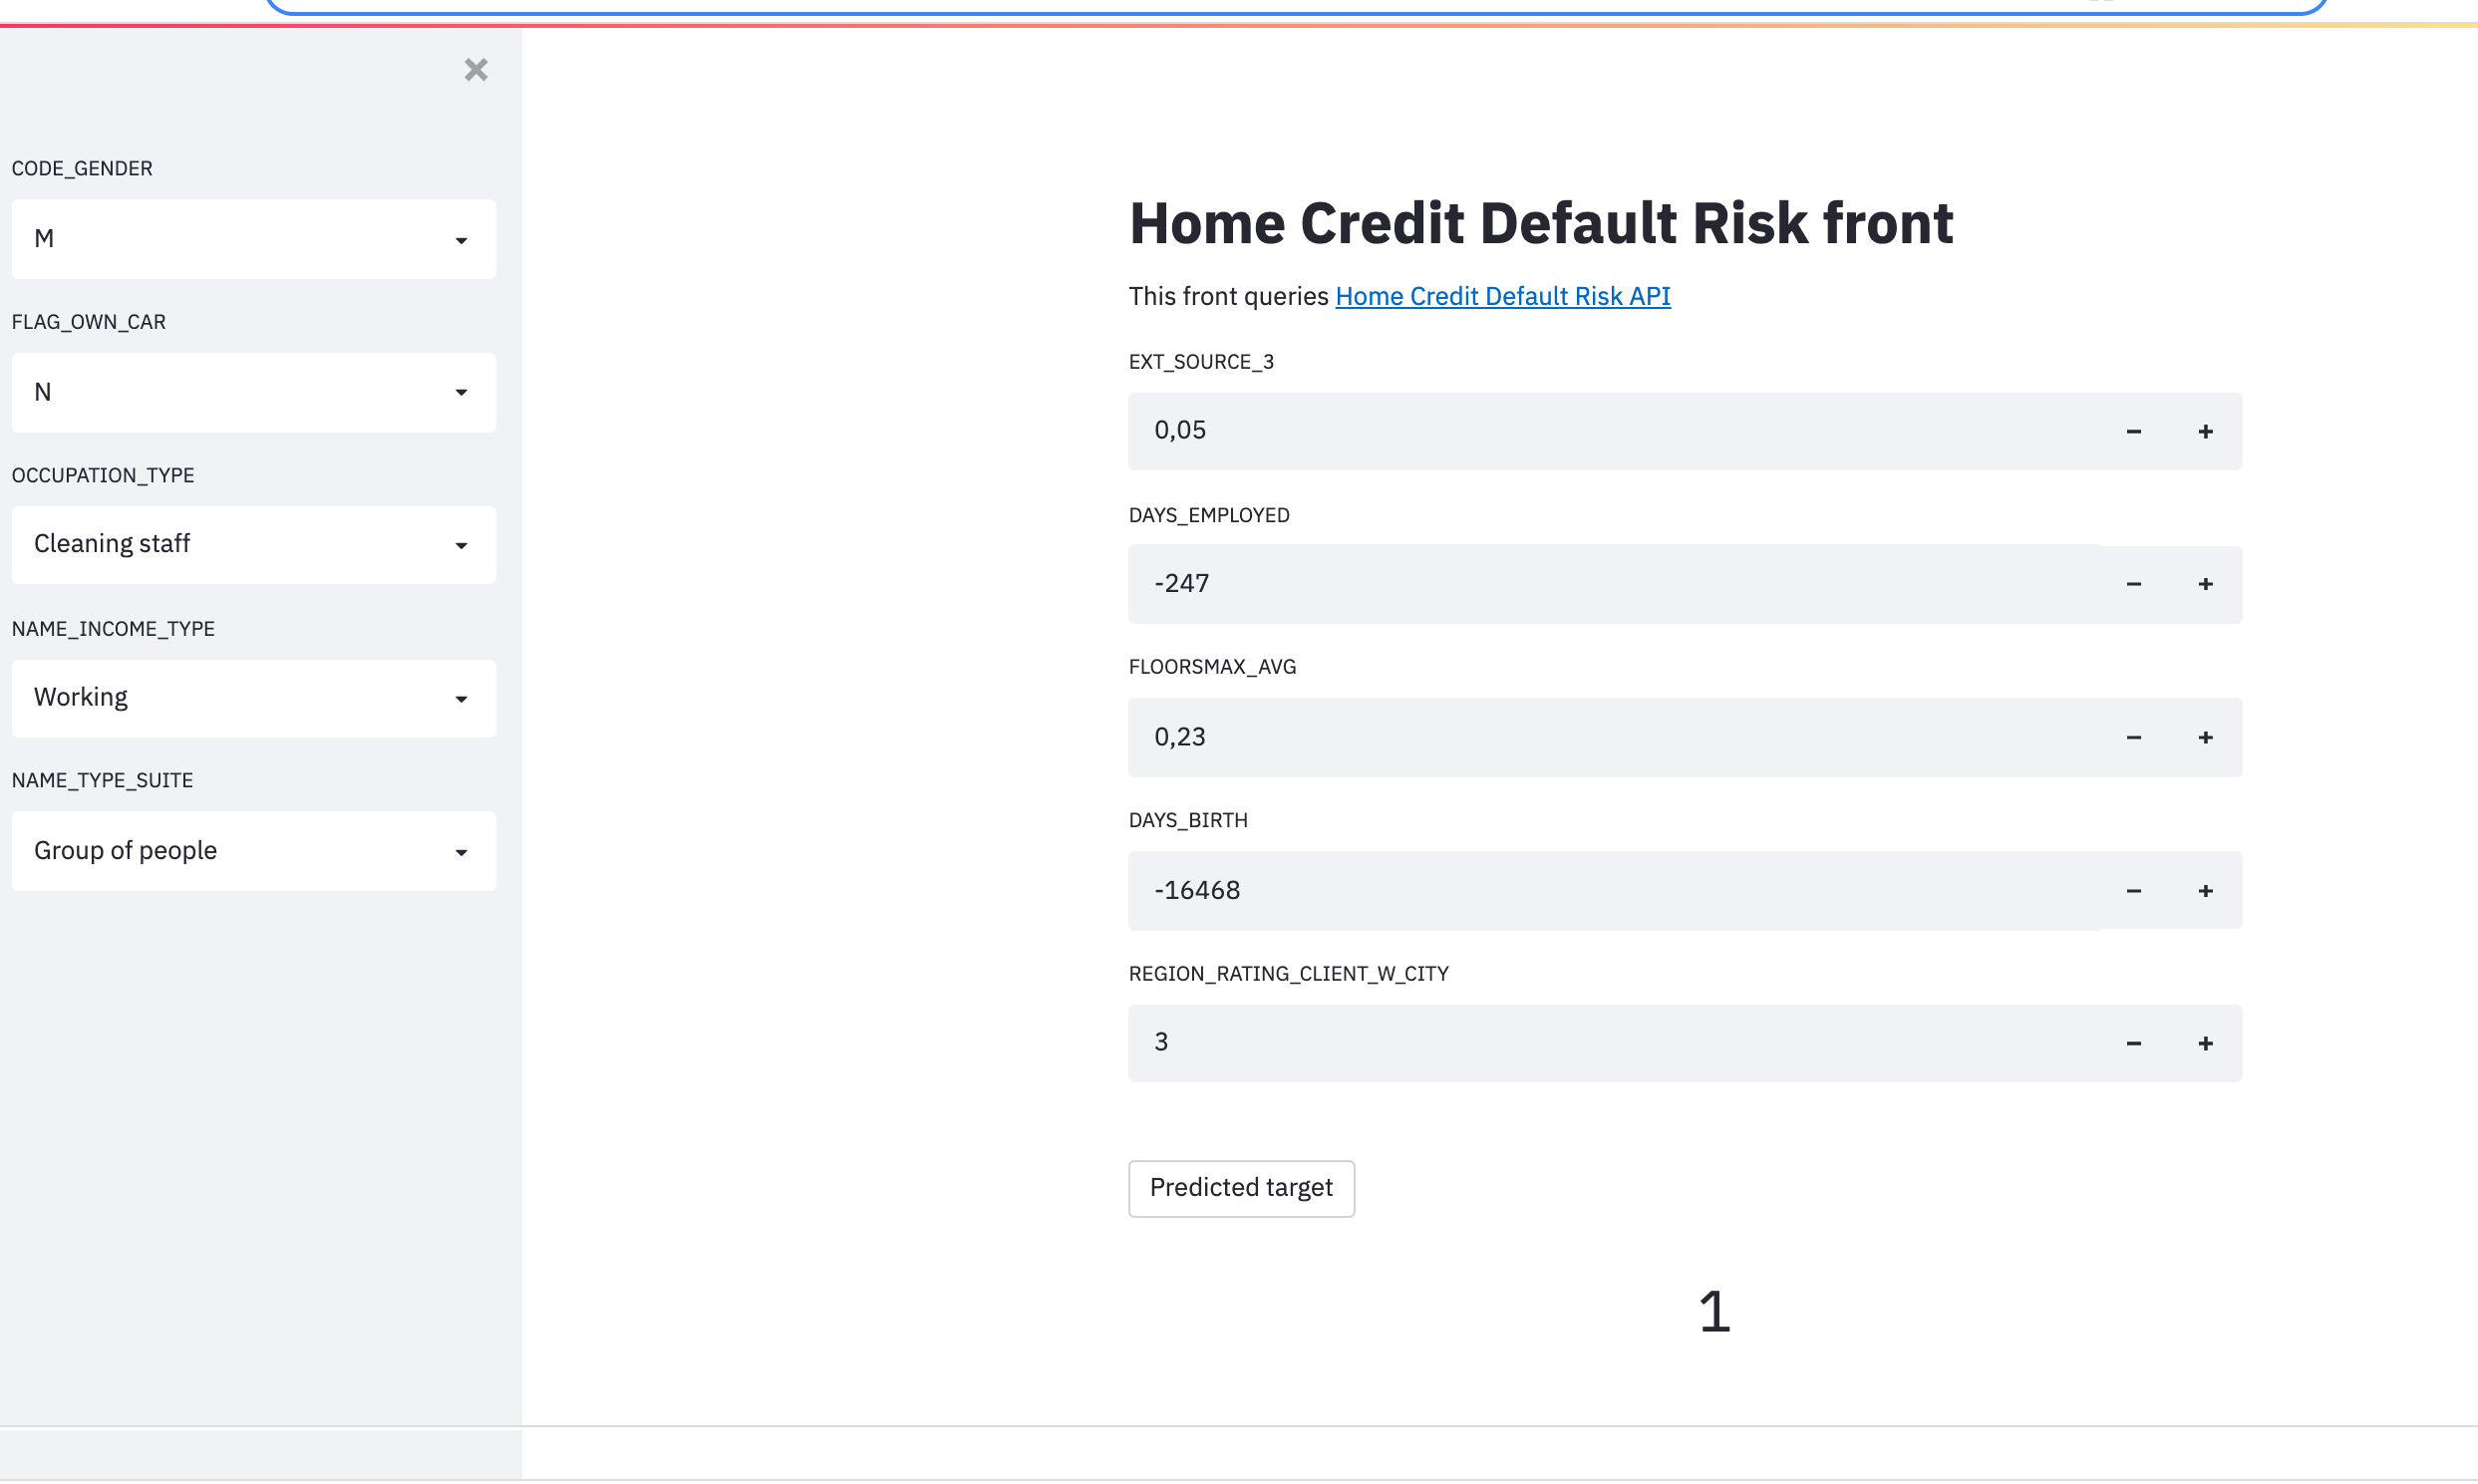 CODE_GENDER
M
FLAG_OWN_CAR
N
OCCUPATION_TYPE
Cleaning staff
NAME_INCOME_TYPE
Working
NAME_TYPE_SUITE
Group of people
Home Credit Default Risk front
This front queries Home Credit Default Risk API
EXT_SOURCE_3
0,05
DAYS_EMPLOYED
-247
FLOORSMAX_AVG
0,23
DAYS_BIRTH
-16468
REGION_RATING_CLIENT_W_CITY
3
Predicted target
1